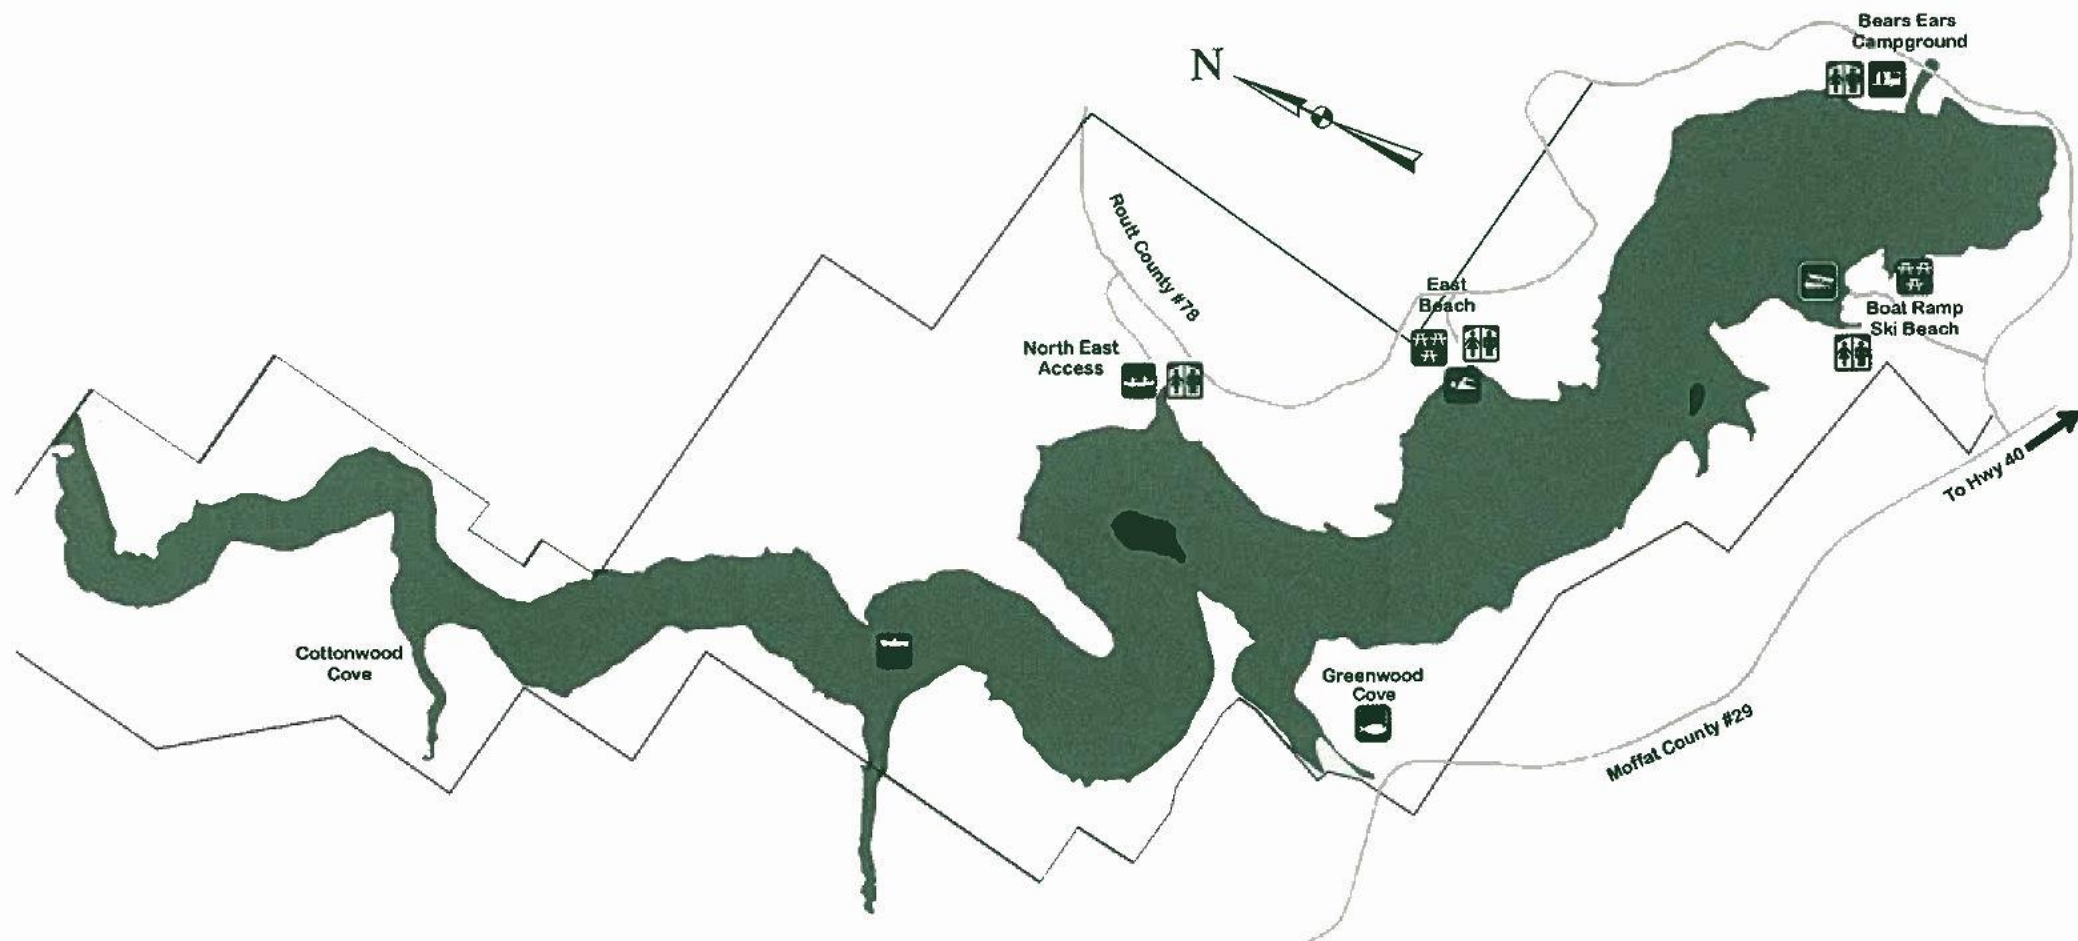 Bears Ears
Campground
N
Routt County #78
East
Beach
Boat Ramp
Ski Beach
North East
Access
To Hwy 40
Cottonwood
Cove
Greenwood
Cove
Moffat County #29